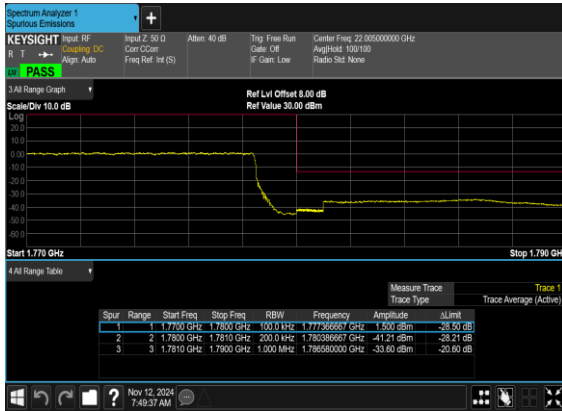 Spectrum Analyzer 1
Spurious Emissions
KEYSIGHT
R T
LXI PASS
Input: RF
Coupling: DC
Align: Auto
Input Z: 50 Ω
Corr CCorr
Freq Ref: Int (S)
Atten: 40 dB
Trig: Free Run
Gate: Off
IF Gain: Low
Center Freq: 22.005000000 GHz
Avg|Hold: 100/100
Radio Std: None
3 All Range Graph
Scale/Div 10.0 dB
Ref Lvl Offset 8.00 dB
Ref Value 30.00 dBm
Log
20.0
10.0
0.00
-10.0
-20.0
-30.0
-40.0
-50.0
-60.0
Start 1.770 GHz
Stop 1.790 GH
4 All Range Table
Measure Trace Trace 1
Trace Type Trace Average (Active)
Spur Range Start Freq Stop Freq RBW Frequency Amplitude ΔLimit
1 1 1.7700 GHz 1.7800 GHz 100.0 kHz 1.777366667 GHz 1.500 dBm -28.50 dB
2 2 1.7800 GHz 1.7810 GHz 200.0 kHz 1.780386667 GHz -41.21 dBm -28.21 dB
3 3 1.7810 GHz 1.7900 GHz 1.000 MHz 1.786580000 GHz -33.60 dBm -20.60 dB
? Nov 12, 2024
7:49:37 AM